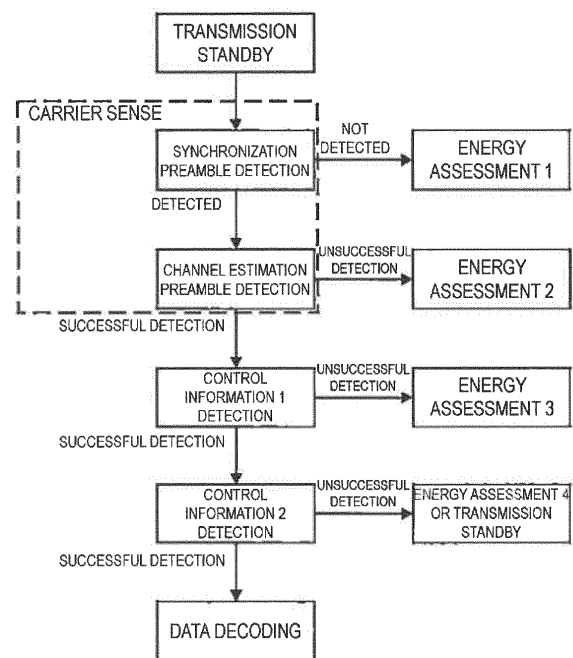 TRANSMISSION
STANDBY
CARRIER SENSE
SYNCHRONIZATION
PREAMBLE DETECTION
NOT
DETECTED
ENERGY
ASSESSMENT 1
DETECTED
CHANNEL ESTIMATION
PREAMBLE DETECTION
UNSUCCESSFUL
DETECTION
ENERGY
ASSESSMENT 2
SUCCESSFUL DETECTION
CONTROL
INFORMATION 1
DETECTION
UNSUCCESSFUL
DETECTION
ENERGY
ASSESSMENT 3
SUCCESSFUL DETECTION
CONTROL
INFORMATION 2
DETECTION
UNSUCCESSFUL
DETECTION
ENERGY ASSESSMENT 4
OR TRANSMISSION
STANDBY
SUCCESSFUL DETECTION
DATA DECODING